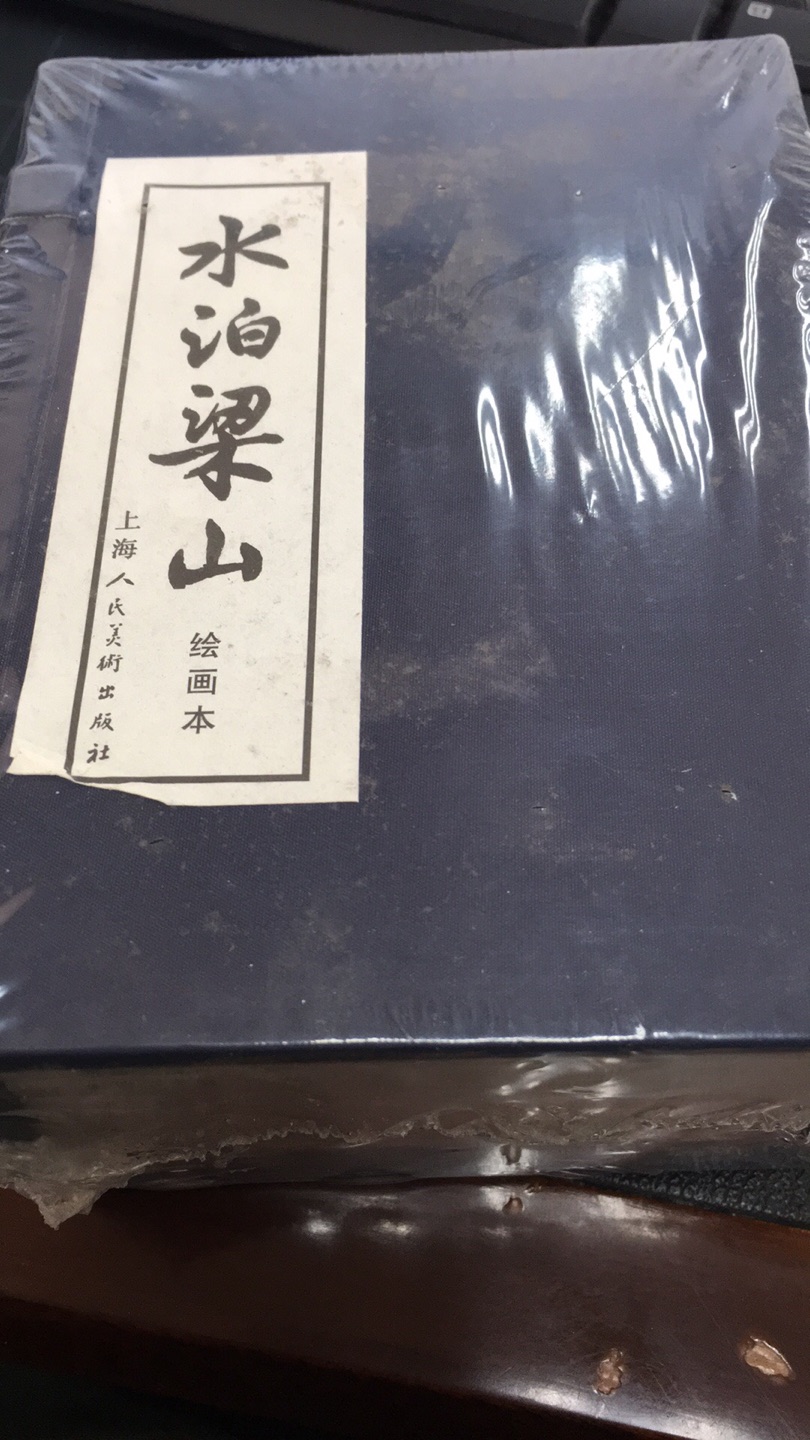 水泊梁山
绘画本
上海人民美術出版社